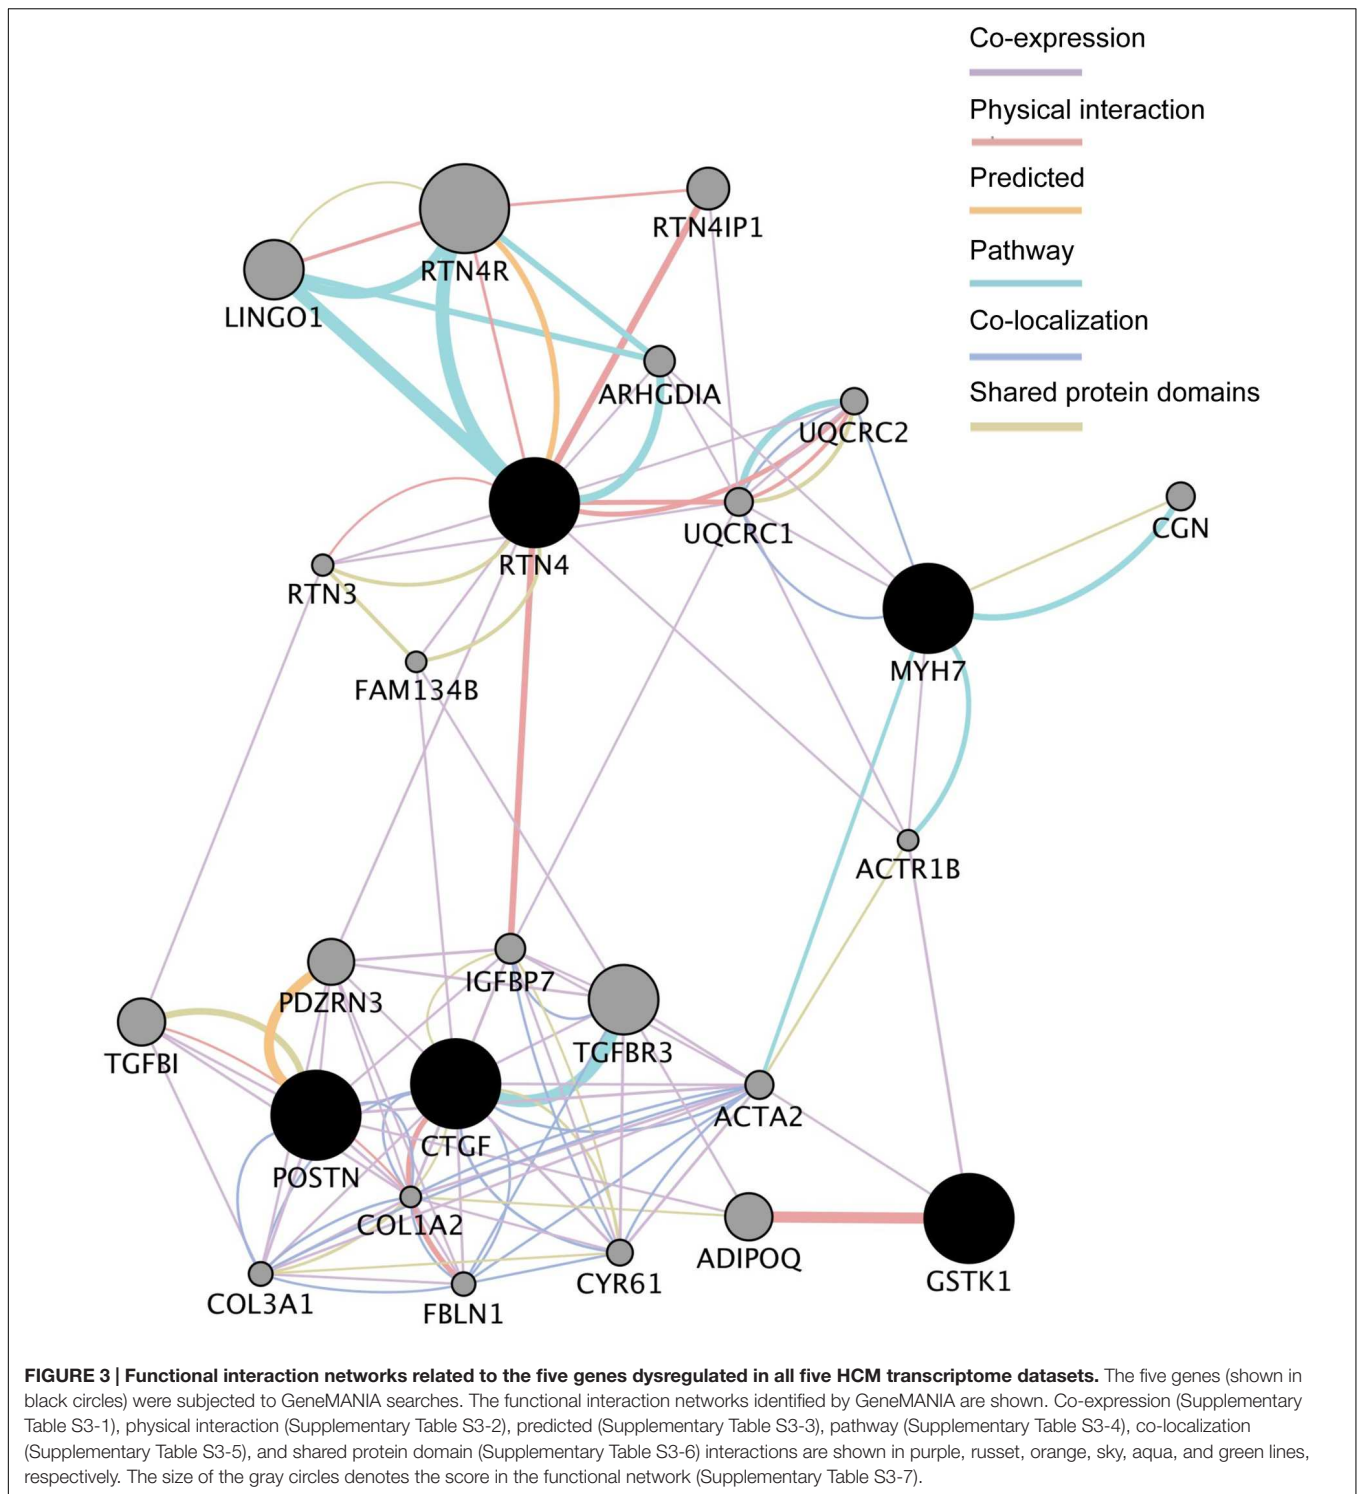 Co-expression
Physical interaction
Predicted
Pathway
Co-localization
Shared protein domains
RTN4IP1
RTN4R
LINGO1
ARHGDIA
UQCRC2
UQCRC1
CGN
RTN4
RTN3
MYH7
FAM134B
ACTR1B
IGFBP7
PDZRN3
TGFBR3
TGFBI
ACTA2
CTGF
POSTN
COL1A2
ADIPOQ
CYR61
GSTK1
COL3A1
FBLN1
FIGURE 3 | Functional interaction networks related to the five genes dysregulated in all five HCM transcriptome datasets. The five genes (shown in
black circles) were subjected to GeneMANIA searches. The functional interaction networks identified by GeneMANIA are shown. Co-expression (Supplementary
Table S3-1), physical interaction (Supplementary Table S3-2), predicted (Supplementary Table S3-3), pathway (Supplementary Table S3-4), co-localization
(Supplementary Table S3-5), and shared protein domain (Supplementary Table S3-6) interactions are shown in purple, russet, orange, sky, aqua, and green lines,
respectively. The size of the gray circles denotes the score in the functional network (Supplementary Table S3-7).